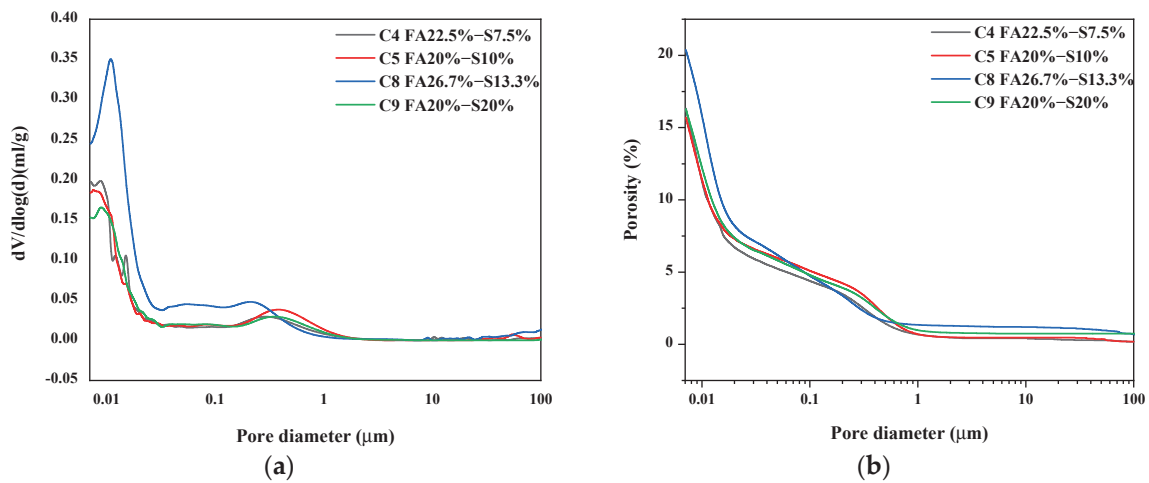 0.40
0.35
0.30
0.25
0.20
0.15
0.10
0.05
0.00
-0.05
dV/dlog(d)(ml/g)
C4 FA22.5%−S7.5%
C5 FA20%−S10%
C8 FA26.7%−S13.3%
C9 FA20%−S20%
0.01
0.1
1
10
100
Pore diameter (μm)
(a)
20
15
10
5
0
Porosity (%)
C4 FA22.5%−S7.5%
C5 FA20%−S10%
C8 FA26.7%−S13.3%
C9 FA20%−S20%
0.01
0.1
1
10
100
Pore diameter (μm)
(b)